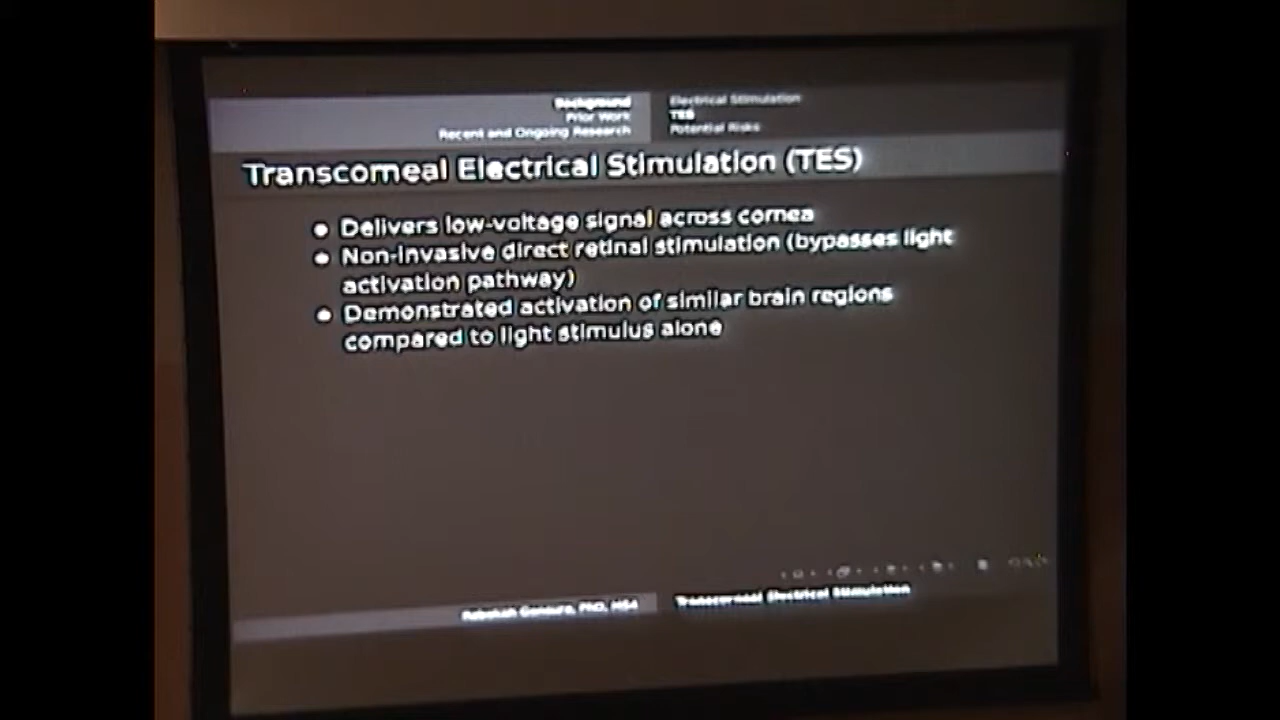 Background
Prior Work
Recent and Ongoing Research
Electrical Stimulation
TES
Potential Risks
Transcorneal Electrical Stimulation (TES)
Delivers low-voltage signal across cornea
Non-invasive direct retinal stimulation (bypasses light
activation pathway)
Demonstrated activation of similar brain regions
compared to light stimulus alone
PhD,
Transcorneal Electrical Stimulation